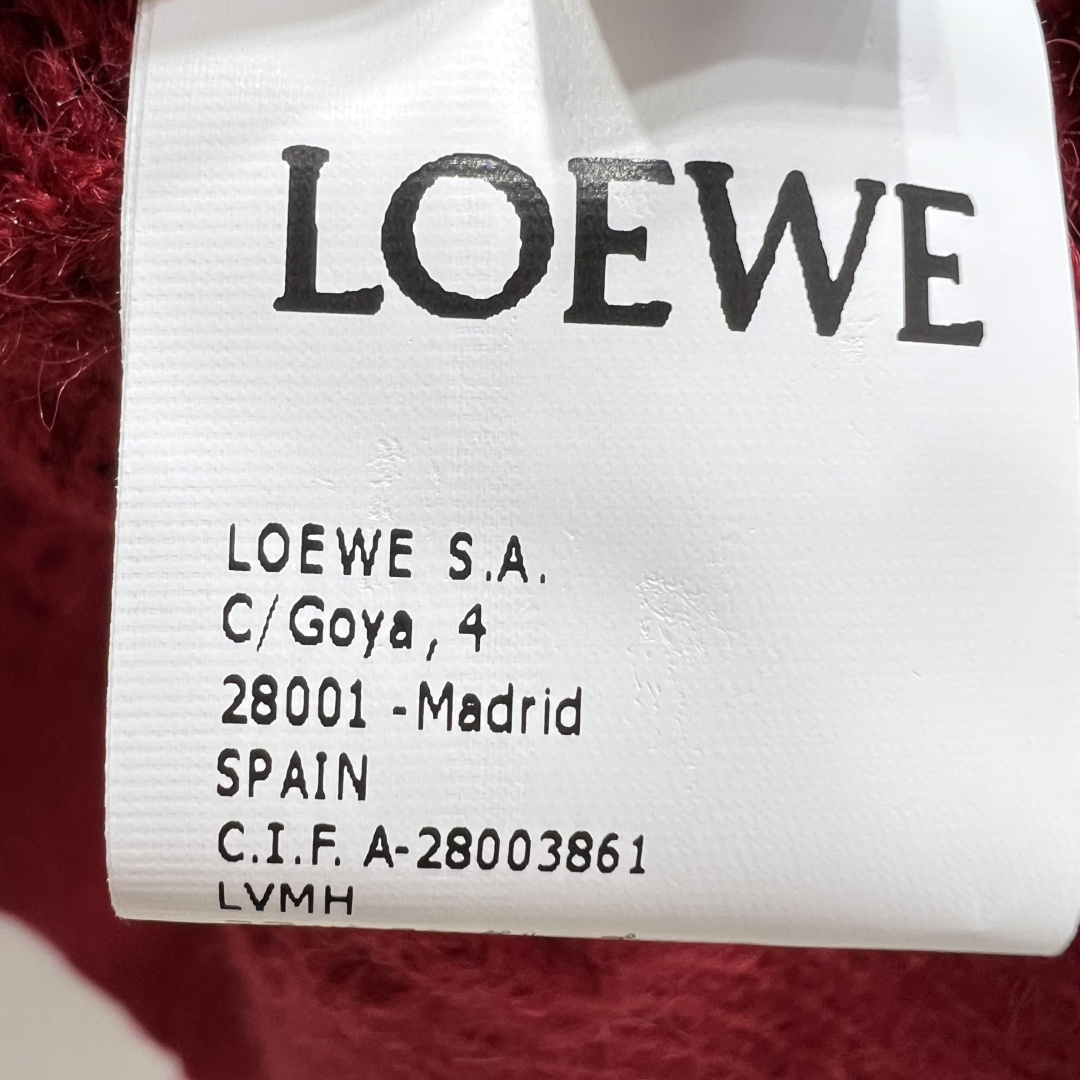 LOEWE
LOEWE S.A.
C/Goya, 4
28001 -Madrid
SPAIN
C.I.F. A-28003861
LVMH